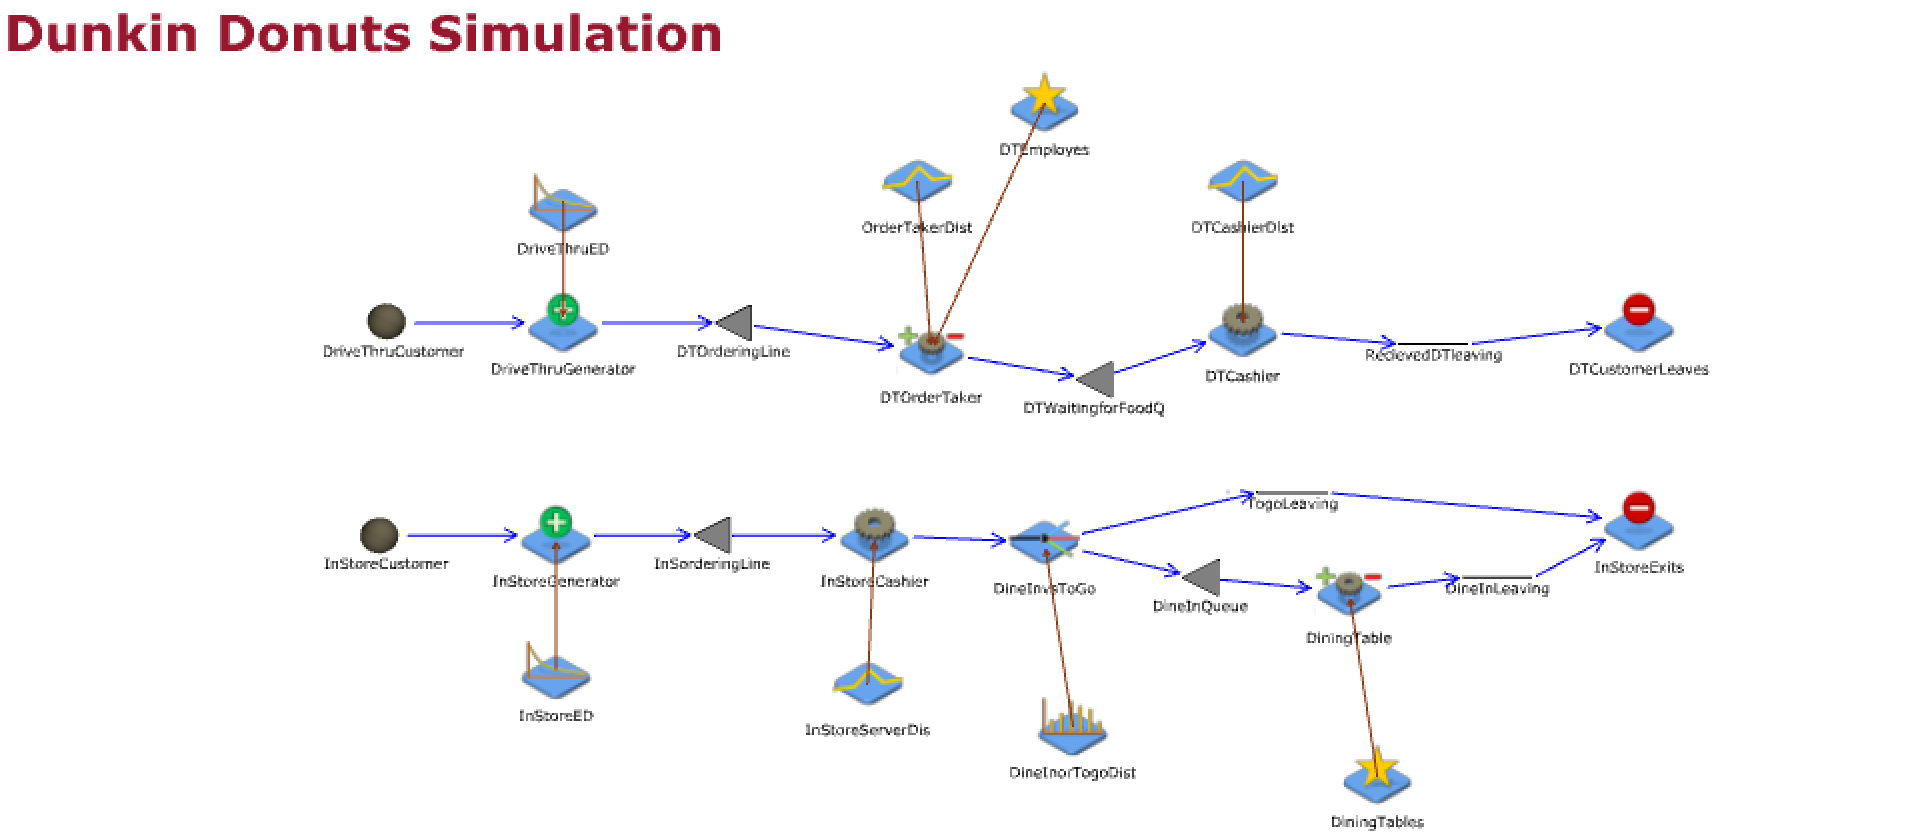 Dunkin Donuts Simulation
DTEmployes
OrderTakerDist
DTCashierDist
DriveThruED
DriveThruCustomer
DriveThruGenerator
DTOrderingLine
DTOrderTaker
DTWaitingforFoodQ
DTCashier
RecievedDTleaving
DTCustomerLeaves
TogoLeaving
InStoreCustomer
InStoreGenerator
InSorderingLine
InStoreCashier
DineInvsToGo
DineInQueue
DiningTable
DineInLeaving
InStoreExits
InStoreED
InStoreServerDis
DineInorTogoDist
DiningTables